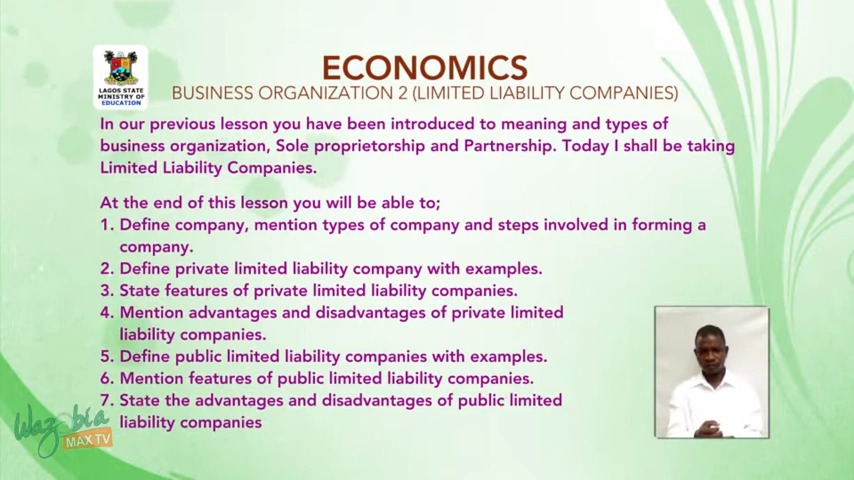 LAGOS STATE
MINISTRY OF
EDUCATION
ECONOMICS
BUSINESS ORGANIZATION 2 (LIMITED LIABILITY COMPANIES)
In our previous lesson you have been introduced to meaning and types of
business organization, Sole proprietorship and Partnership. Today I shall be taking
Limited Liability Companies.
At the end of this lesson you will be able to;
1. Define company, mention types of company and steps involved in forming a
company.
2. Define private limited liability company with examples.
3. State features of private limited liability companies.
4. Mention advantages and disadvantages of private limited
liability companies.
5. Define public limited liability companies with examples.
6. Mention features of public limited liability companies.
7. State the advantages and disadvantages of public limited
liability companies
Wazobia
MAX TV